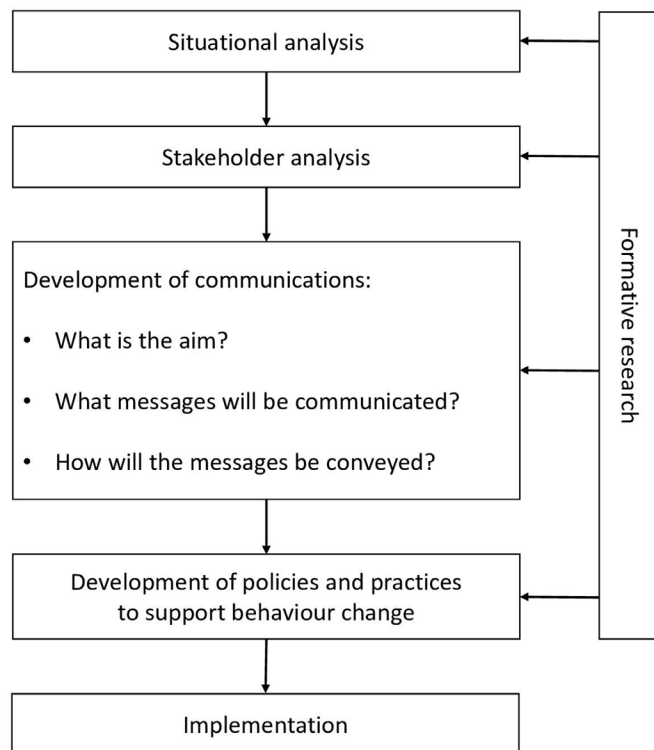 Situational analysis
Stakeholder analysis
Development of communications:
• What is the aim?
• What messages will be communicated?
• How will the messages be conveyed?
Development of policies and practices
to support behaviour change
Implementation
Formative research